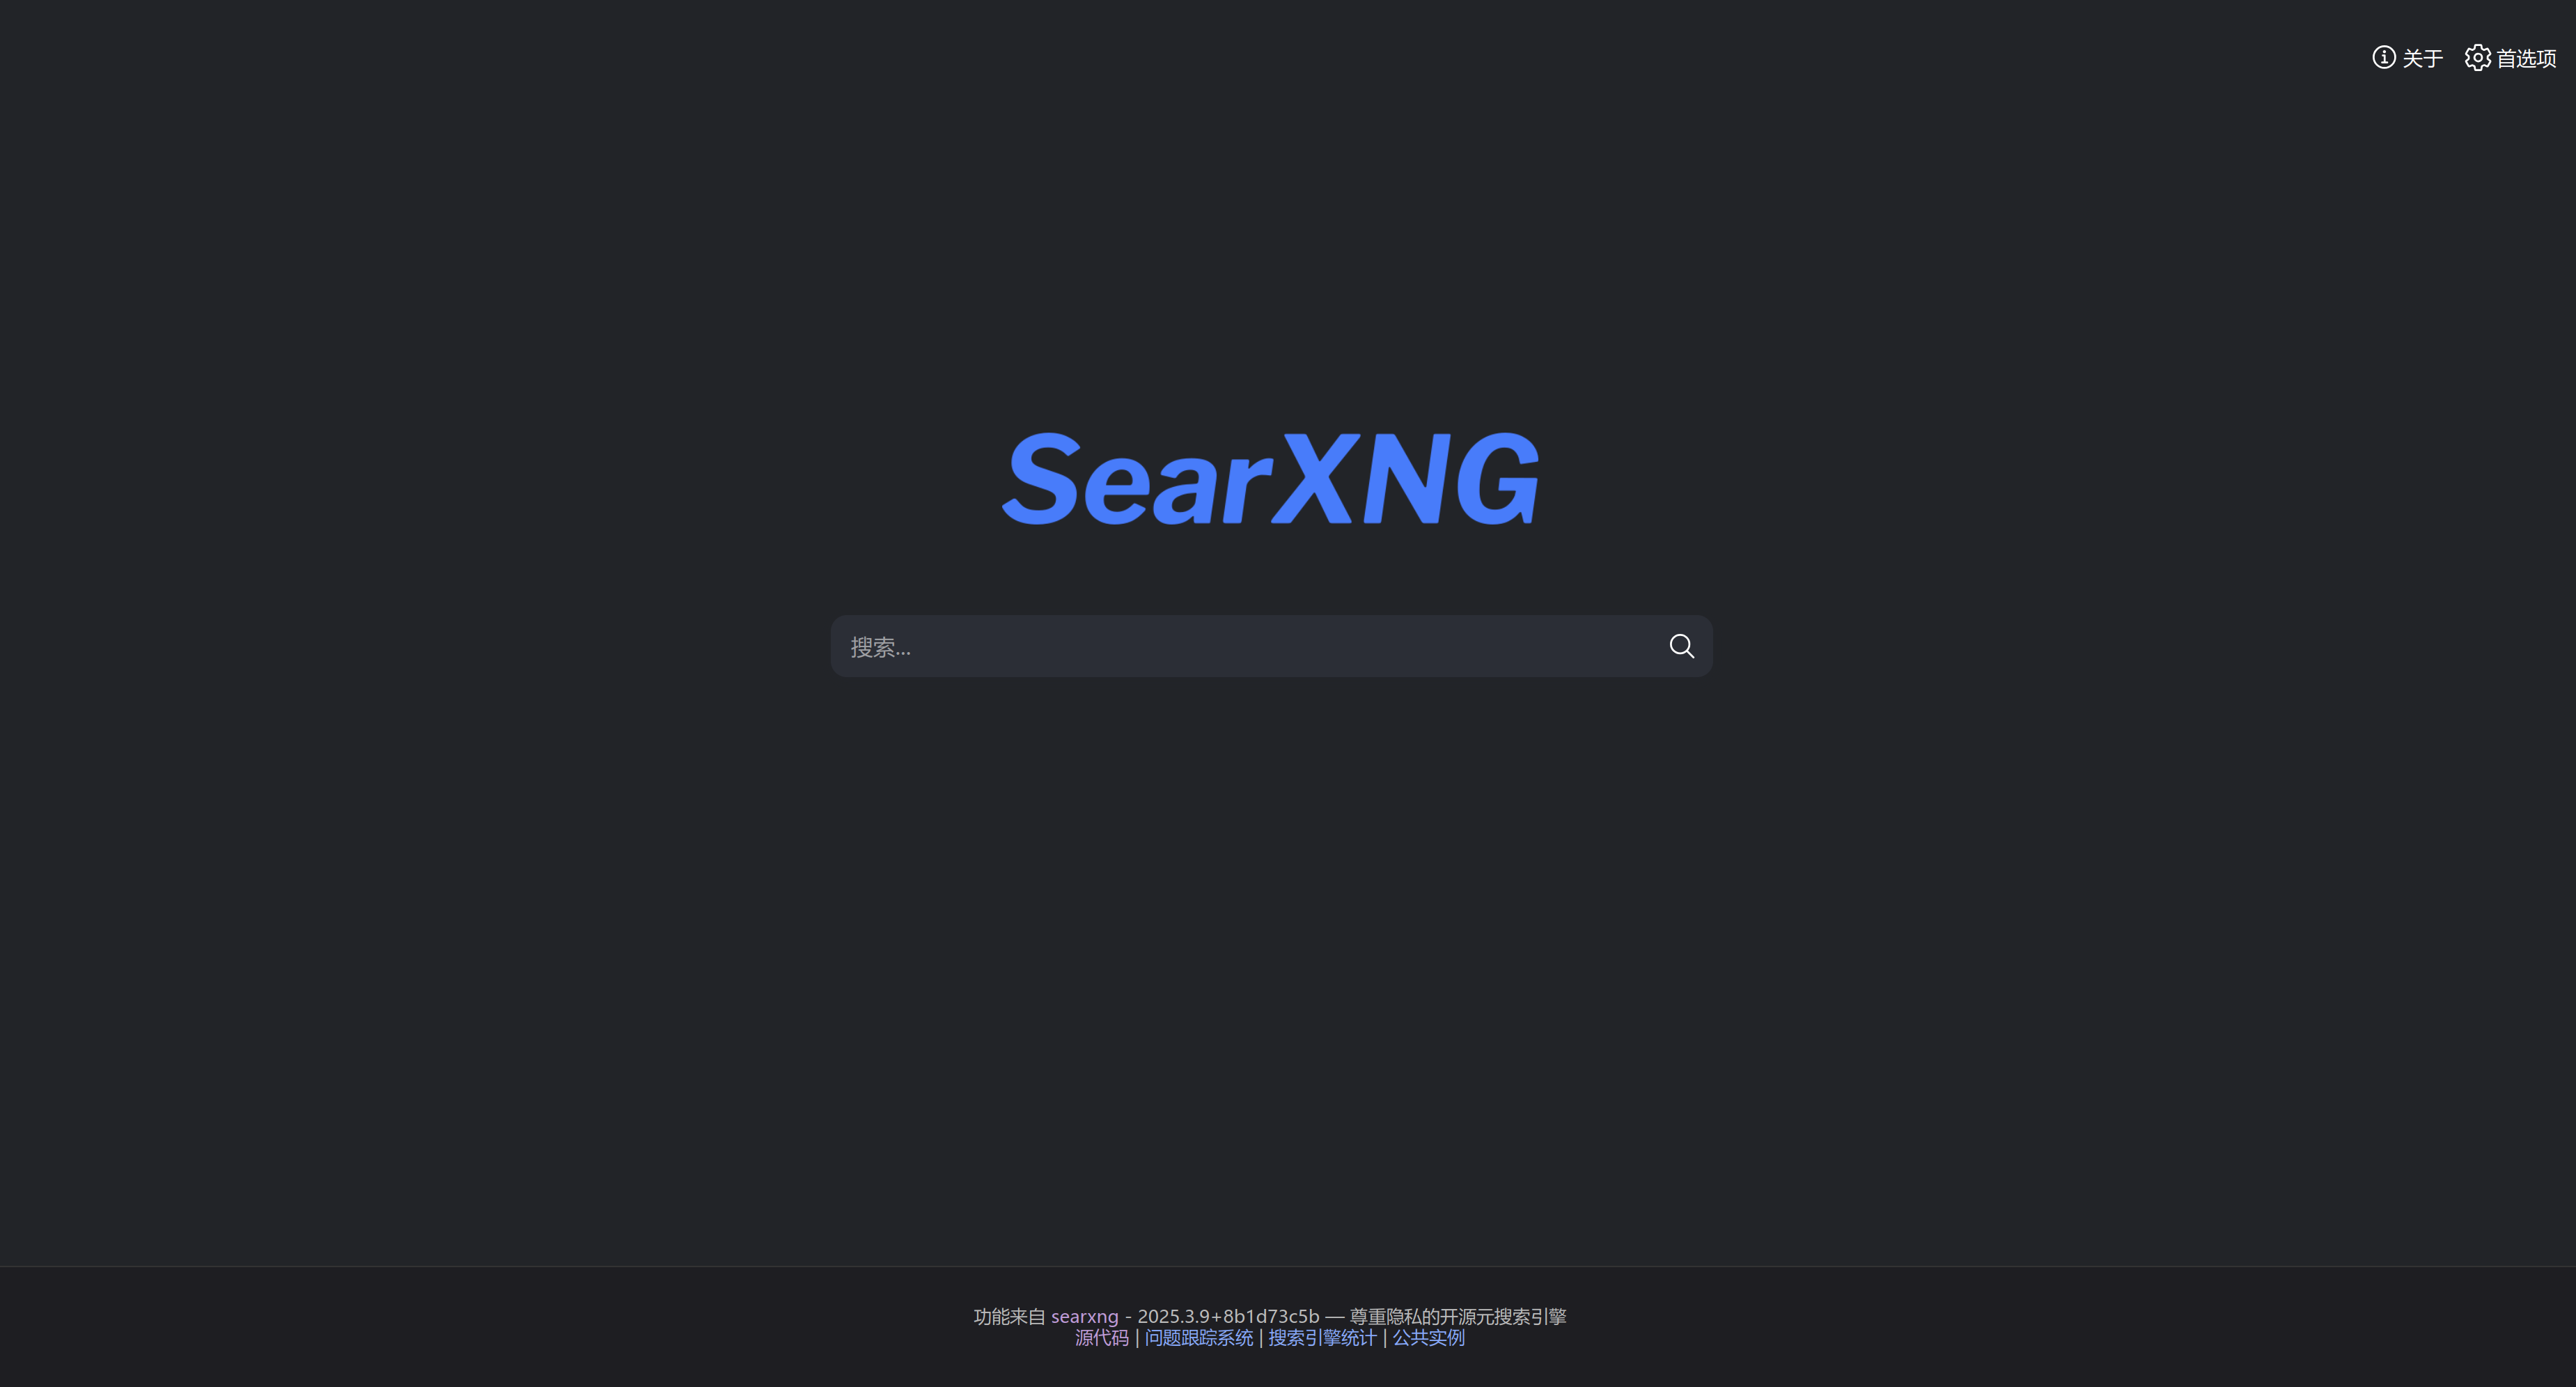 关于 首选项
SearXNG
搜索...
功能来自 searxng - 2025.3.9+8b1d73c5b — 尊重隐私的开源元搜索引擎
源代码 | 问题跟踪系统 | 搜索引擎统计 | 公共实例